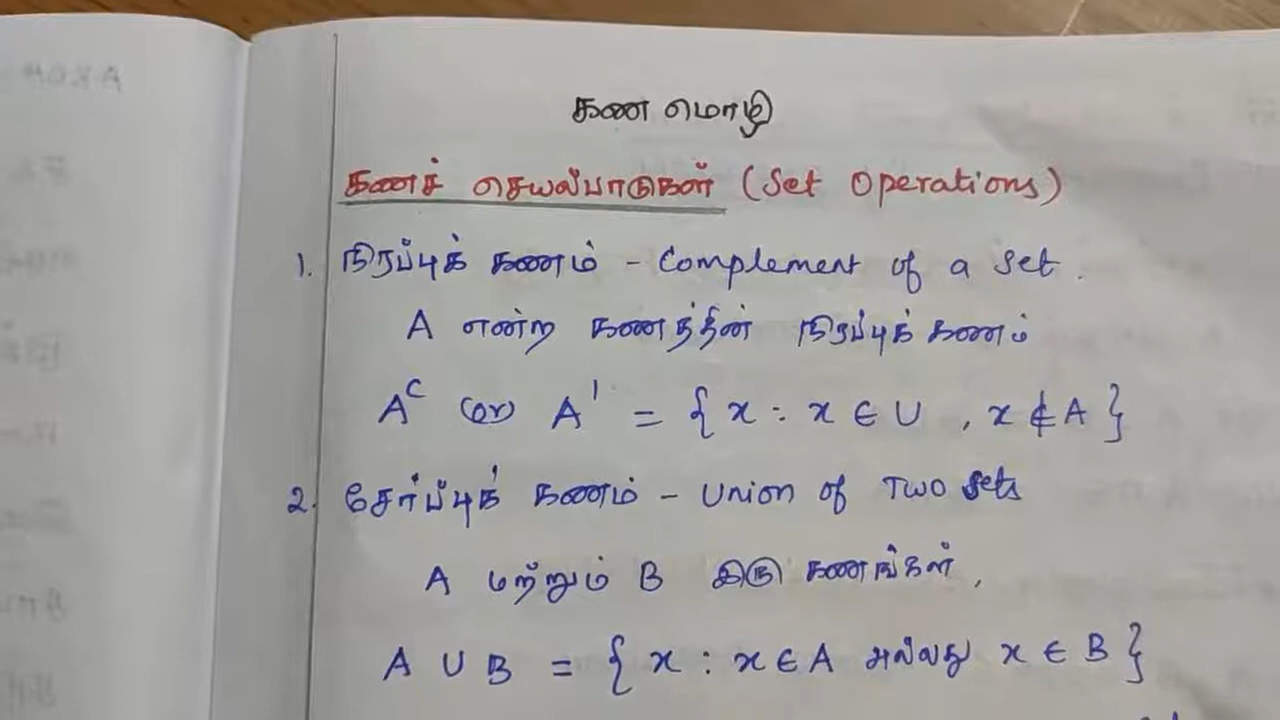 கண மொழி
கணச் செயல்பாடுகள் (Set Operations)
1. நிரப்புக் கணம் - Complement of a set.
A என்ற கணத்தின் நிரப்புக் கணம்
A^c (or) A' = { x : x ∈ U , x ∉ A }
2. சேர்ப்புக் கணம் - Union of Two Sets
A மற்றும் B இரு கணங்கள்,
A ∪ B = { x : x ∈ A அல்லது x ∈ B }